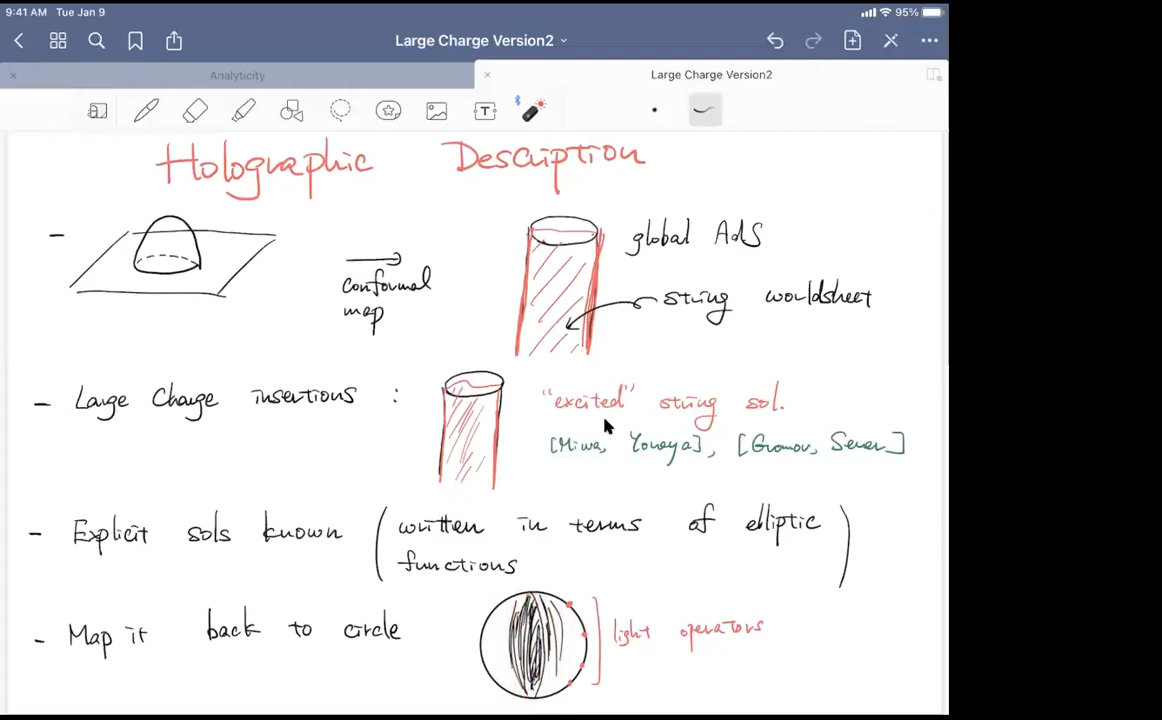 9:41 AM Tue Jan 9
95%
Large Charge Version2
Analyticity
Large Charge Version2
Holographic Description
- global AdS
conformal
map
string worldsheet
- Large Charge insertions : "excited" string sol.
[Miwa, Yoneya], [Gromov, Sever]
- Explicit sols known (written in terms of elliptic
functions)
- Map it back to circle light operators